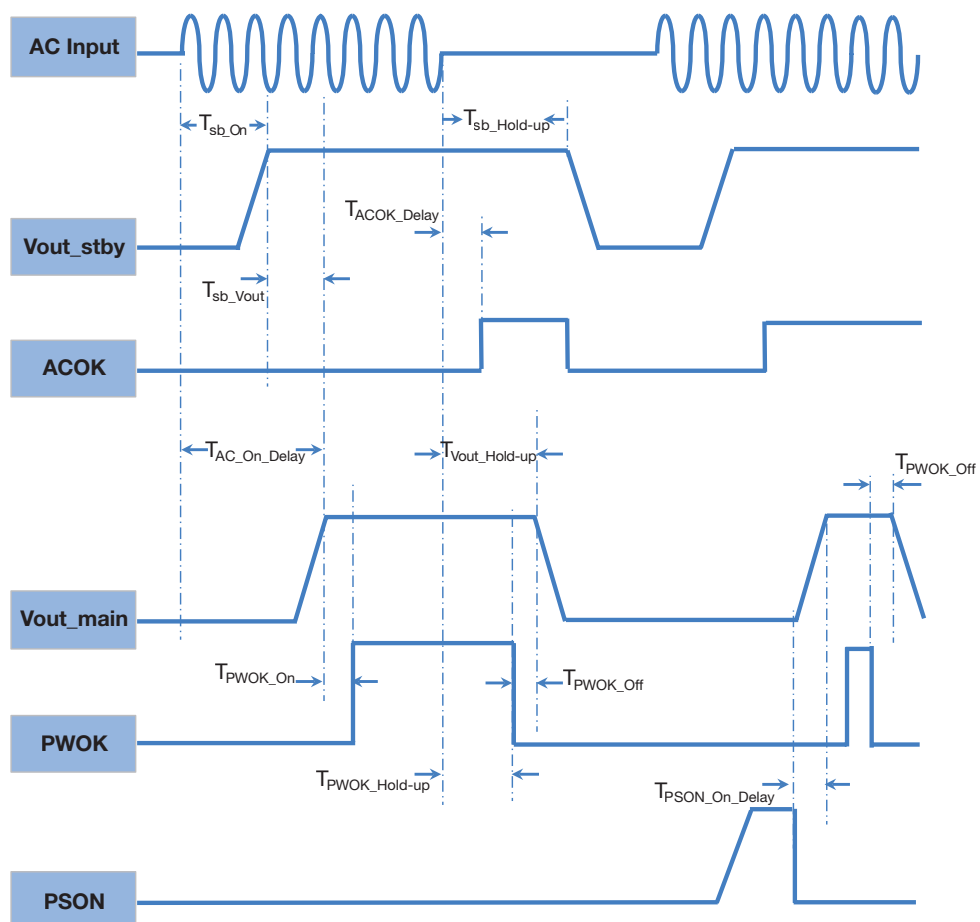 AC Input
Tsb_On
Tsb_Hold-up
TACOK_Delay
Vout_stby
Tsb_Vout
ACOK
TAC_On_Delay
TVout_Hold-up
TPWOK_Off
Vout_main
TPWOK_On
TPWOK_Off
PWOK
TPWOK_Hold-up
TPSON_On_Delay
PSON